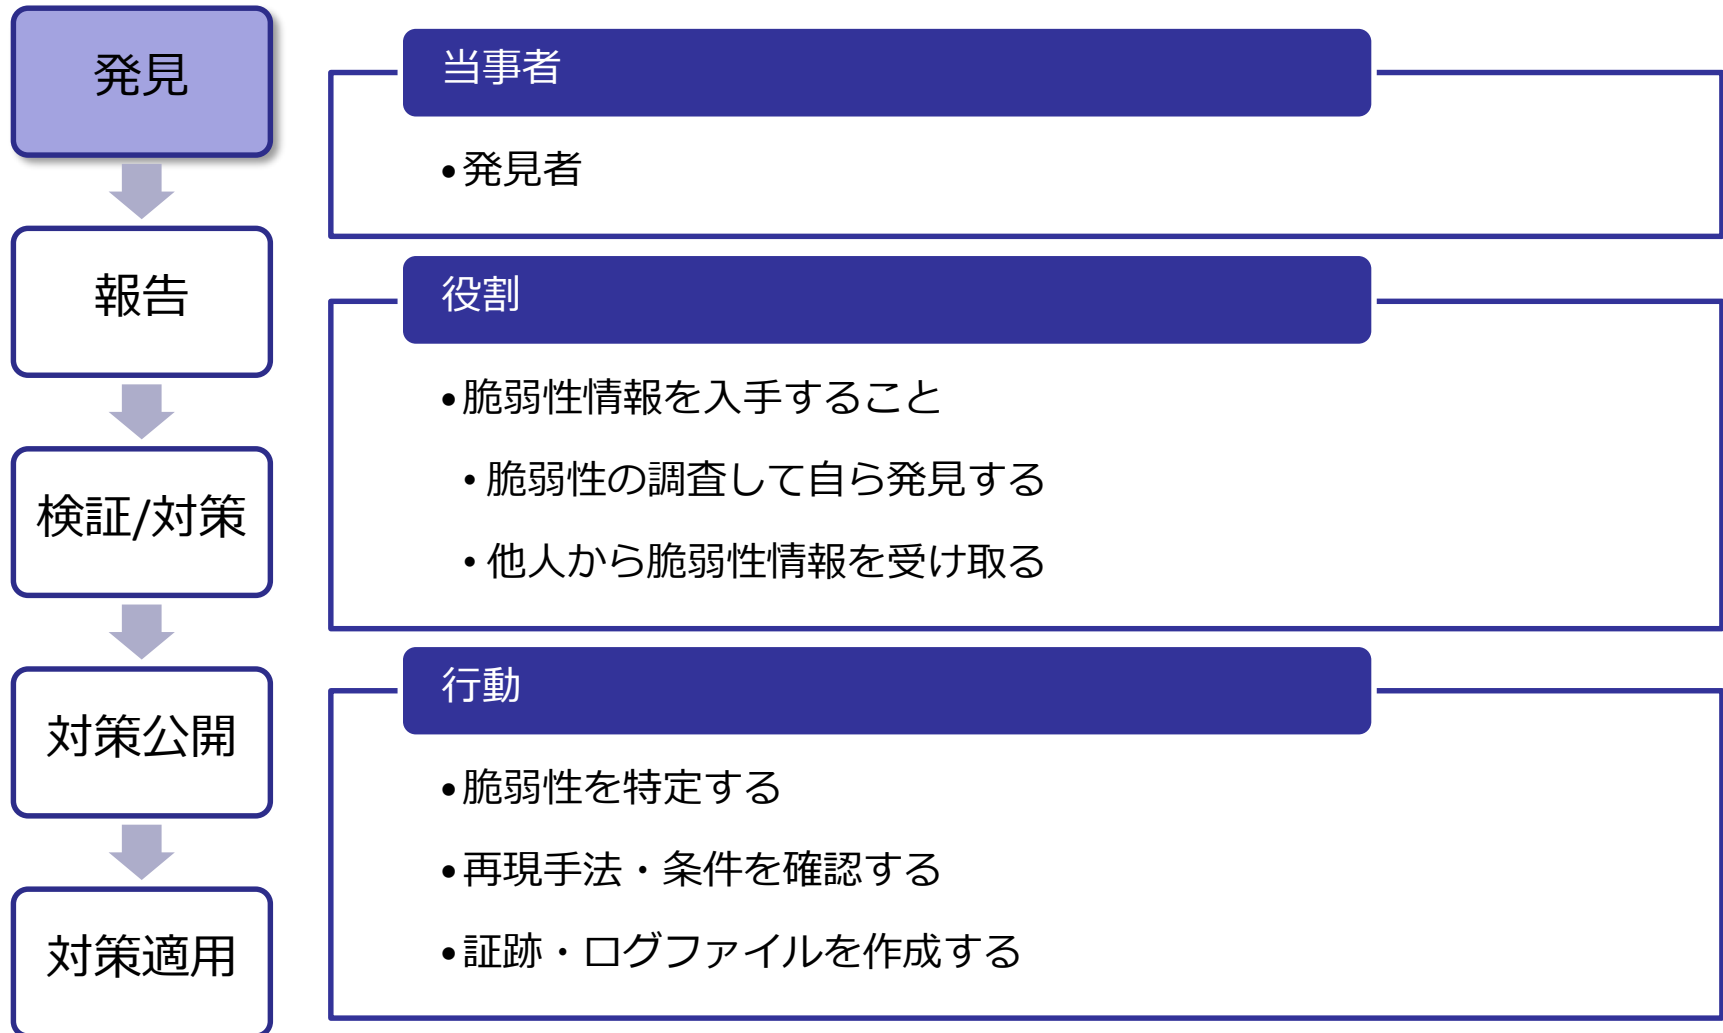 発見
報告
検証/対策
対策公開
対策適用
当事者
•発見者
役割
•脆弱性情報を入手すること
•脆弱性の調査して自ら発見する
•他人から脆弱性情報を受け取る
行動
•脆弱性を特定する
•再現手法・条件を確認する
•証跡・ログファイルを作成する